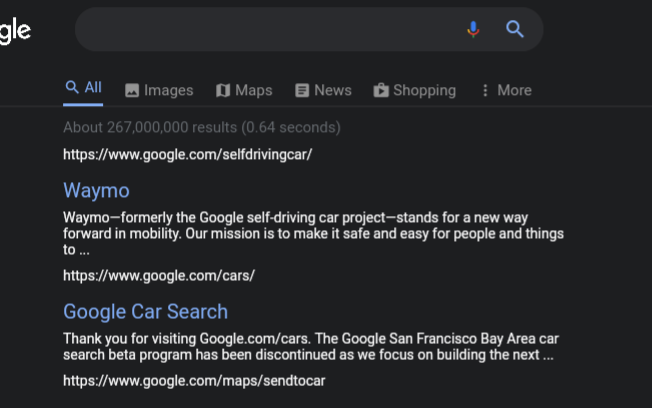 gle
All Images Maps News Shopping More
About 267,000,000 results (0.64 seconds)
https://www.google.com/selfdrivingcar/
Waymo
Waymo—formerly the Google self-driving car project—stands for a new way
forward in mobility. Our mission is to make it safe and easy for people and things
to ...
https://www.google.com/cars/
Google Car Search
Thank you for visiting Google.com/cars. The Google San Francisco Bay Area car
search beta program has been discontinued as we focus on building the next ...
https://www.google.com/maps/sendtocar